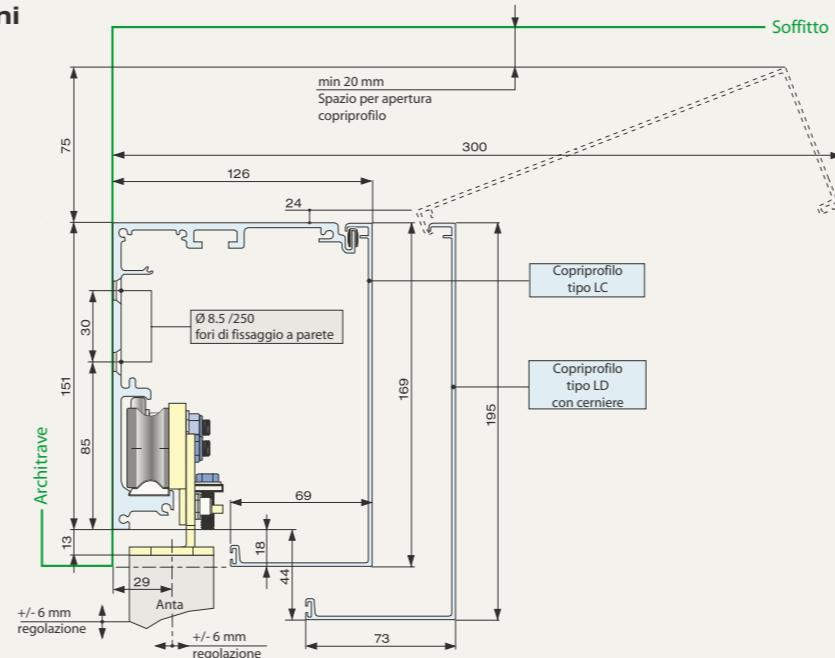 ni
Soffitto
min 20 mm
Spazio per apertura
copriprofilo
75
300
126
24
Copriprofilo
tipo LC
Ø 8.5 /250
fori di fissaggio a parete
30
151
169
Copriprofilo
tipo LD
con cerniere
195
85
Architrave
69
13
18
44
29
Anta
+/- 6 mm
regolazione
+/- 6 mm
regolazione
73